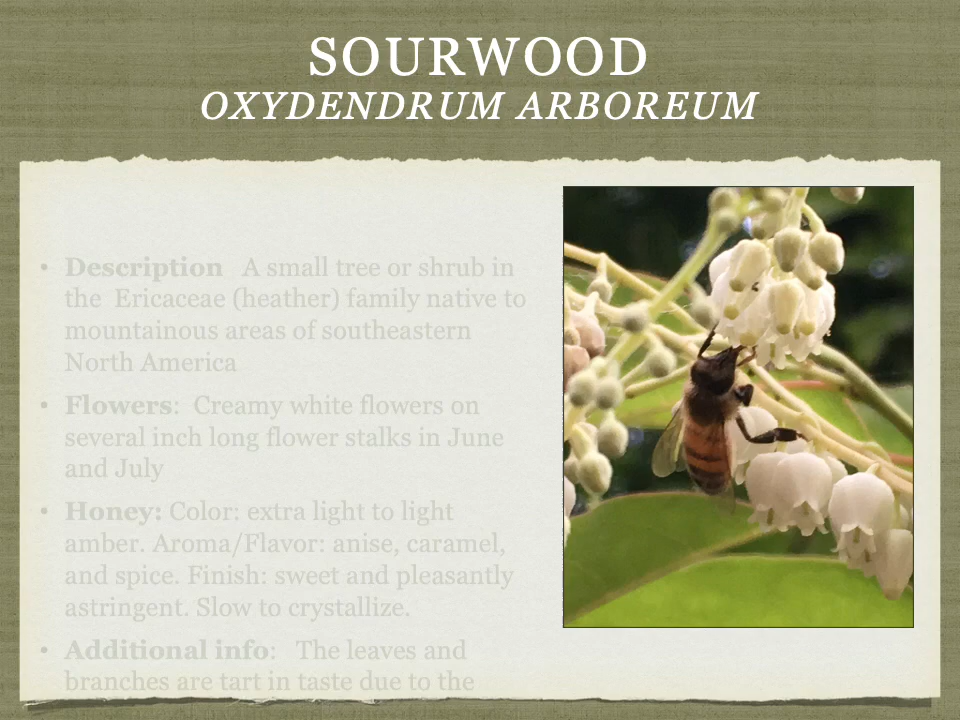 SOURWOOD
OXYDENDRUM ARBOREUM
• Description   A small tree or shrub in
the  Ericaceae (heather) family native to
mountainous areas of southeastern
North America
• Flowers:  Creamy white flowers on
several inch long flower stalks in June
and July
• Honey: Color: extra light to light
amber. Aroma/Flavor: anise, caramel,
and spice. Finish: sweet and pleasantly
astringent. Slow to crystallize.
• Additional info:   The leaves and
branches are tart in taste due to the